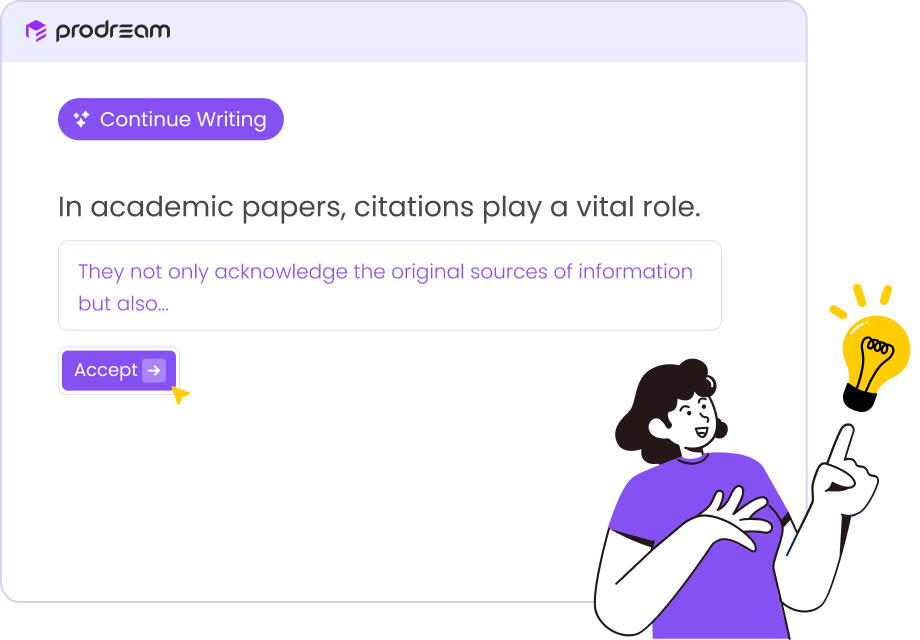 prodream
Continue Writing
In academic papers, citations play a vital role.
They not only acknowledge the original sources of information
but also...
Accept